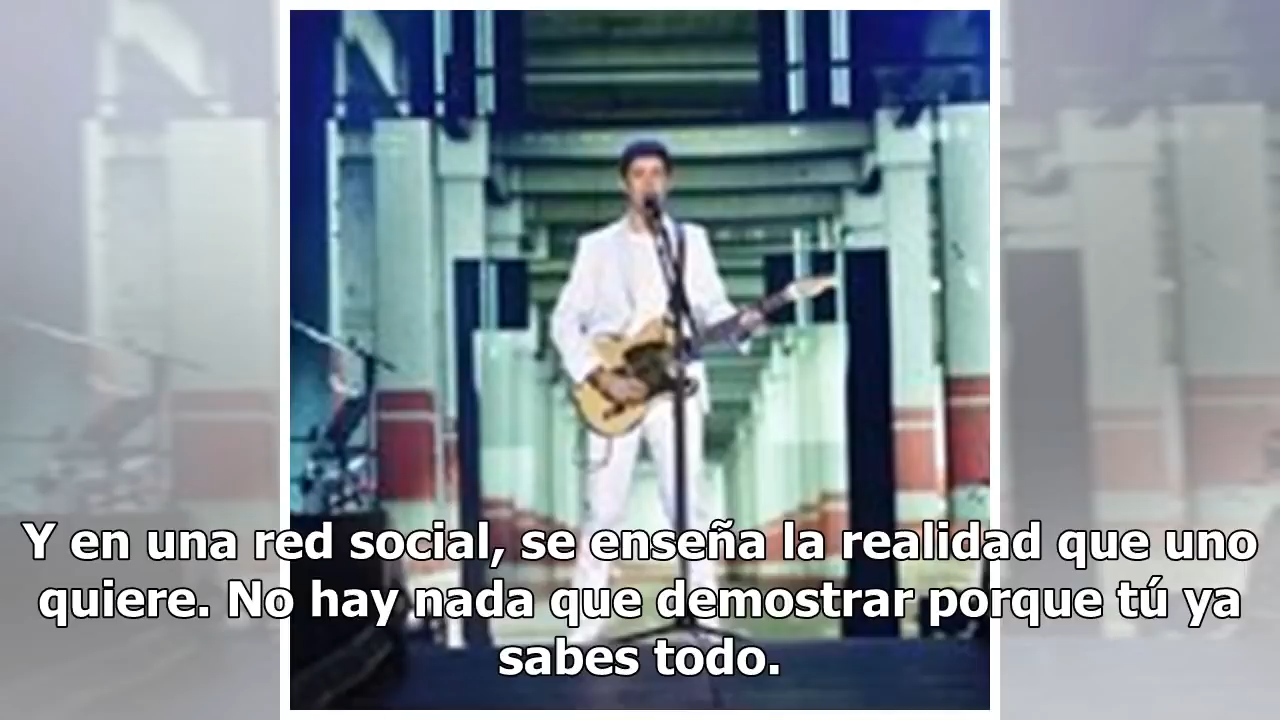 Y en una red social, se enseña la realidad que uno
quiere. No hay nada que demostrar porque tú ya
sabes todo.